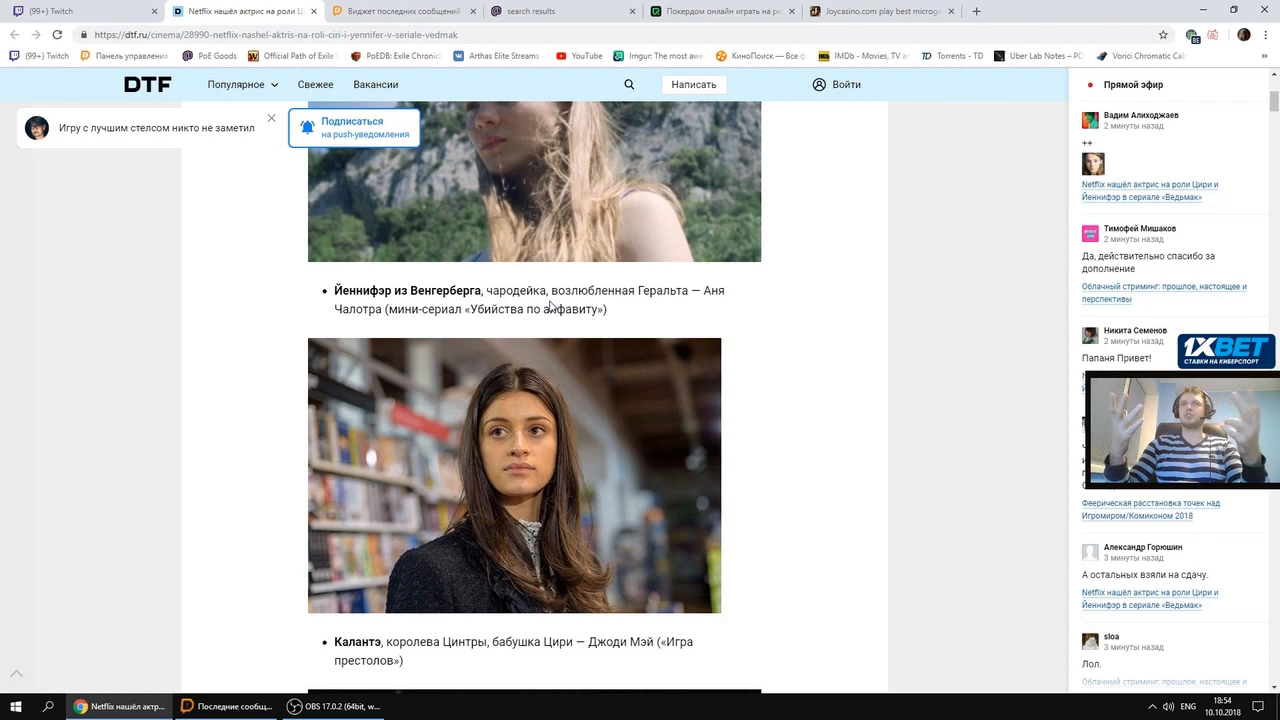 (99+) Twitch
Netflix нашёл актрис на роли Ц
Виджет последних сообщений
search results
Покердом онлайн играть на ре
Joycasino.com play best microg
https://dtf.ru/cinema/28990-netflix-nashel-aktris-na-roli-ciri-i-yennifer-v-seriale-vedmak
(99+) Twitch
Панель управления
PoE Goods
Official Path of Exile
PoEDB: Exile Chronic
Arthas Elite Streams -
YouTube
Imgur: The most awe
КиноПоиск — Все ф
IMDb - Movies, TV a
Torrents - TD
Uber Lab Notes – PO
Vorici Chromatic Calc
DTF
Популярное
Свежее
Вакансии
Написать
Войти
Игру с лучшим стелсом никто не заметил
Подписаться
на push-уведомления
• Йеннифэр из Венгерберга, чародейка, возлюбленная Геральта — Аня
Чалотра (мини-сериал «Убийства по алфавиту»)
• Калантэ, королева Цинтры, бабушка Цири — Джоди Мэй («Игра
престолов»)
Прямой эфир
Вадим Алиходжаев
2 минуты назад
++
Netflix нашёл актрис на роли Цири и
Йеннифэр в сериале «Ведьмак»
Тимофей Мишаков
2 минуты назад
Да, действительно спасибо за
дополнение
Облачный стриминг: прошлое, настоящее и
перспективы
Никита Семенов
2 минуты назад
Папаня Привет!
1XBET
СТАВКИ НА КИБЕРСПОРТ
Феерическая расстановка точек над
Игромиром/Комиконом 2018
Александр Горюшин
3 минуты назад
А остальных взяли на сдачу.
Netflix нашёл актрис на роли Цири и
Йеннифэр в сериале «Ведьмак»
sloa
3 минуты назад
Лол.
Облачный стриминг: прошлое, настоящее и
Netflix нашёл актр...
Последние сообщ...
OBS 17.0.2 (64bit, w...
ENG
18:54
10.10.2018